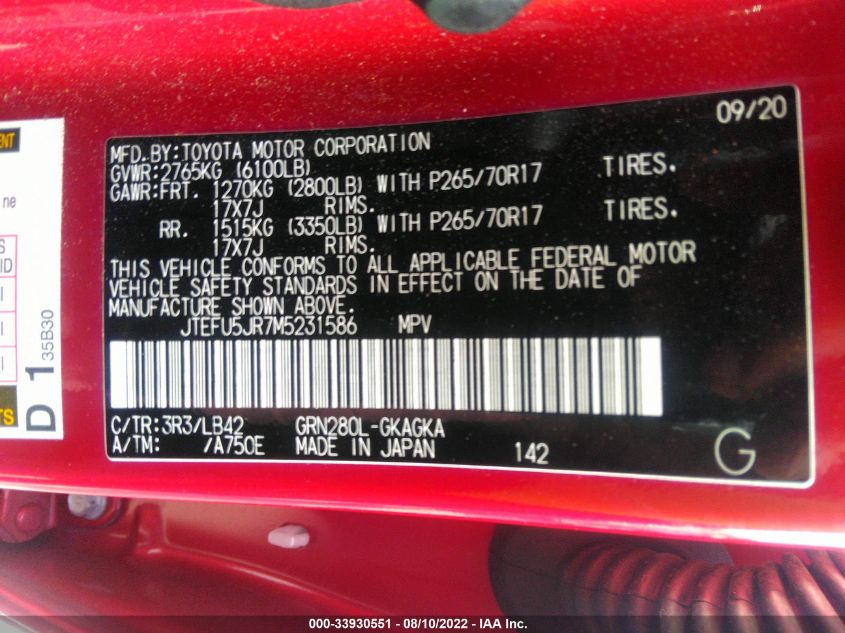 09/20
MFD.BY:TOYOTA MOTOR CORPORATION
GVWR:2765KG (6100LB)
GAWR:FRT. 1270KG (2800LB) WITH P265/70R17 TIRES.
17X7J RIMS.
RR. 1515KG (3350LB) WITH P265/70R17 TIRES.
17X7J RIMS.
THIS VEHICLE CONFORMS TO ALL APPLICABLE FEDERAL MOTOR
VEHICLE SAFETY STANDARDS IN EFFECT ON THE DATE OF
MANUFACTURE SHOWN ABOVE.
JTEFU5JR7M5231586 MPV
C/TR:3R3/LB42 GRN280L-GKAGKA
A/TM: /A750E MADE IN JAPAN 142 G
ne
ID
D 1 35B30
000-33930551 - 08/10/2022 - IAA Inc.